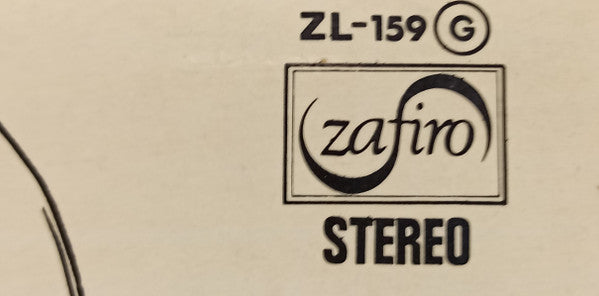 ZL-159 G
zafiro
STEREO